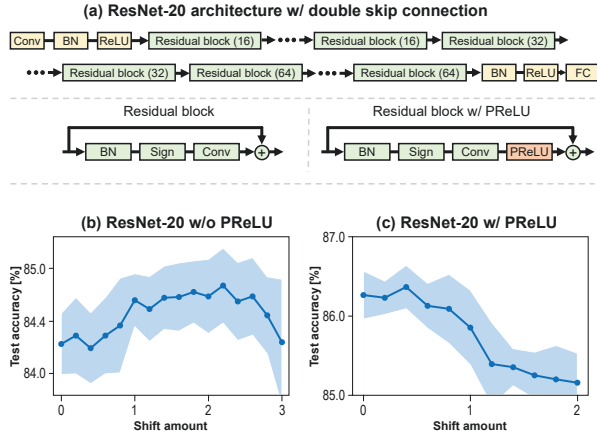 (a) ResNet-20 architecture w/ double skip connection
Conv BN ReLU Residual block (16) Residual block (16) Residual block (32)
Residual block (32) Residual block (64) Residual block (64) BN ReLU FC
Residual block
BN Sign Conv +
Residual block w/ PReLU
BN Sign Conv PReLU +
(b) ResNet-20 w/o PReLU
Test accuracy [%]
85.0
84.4
84.0
0 1 2 3
Shift amount
(c) ResNet-20 w/ PReLU
Test accuracy [%]
87.0
86.0
85.0
0 1 2
Shift amount